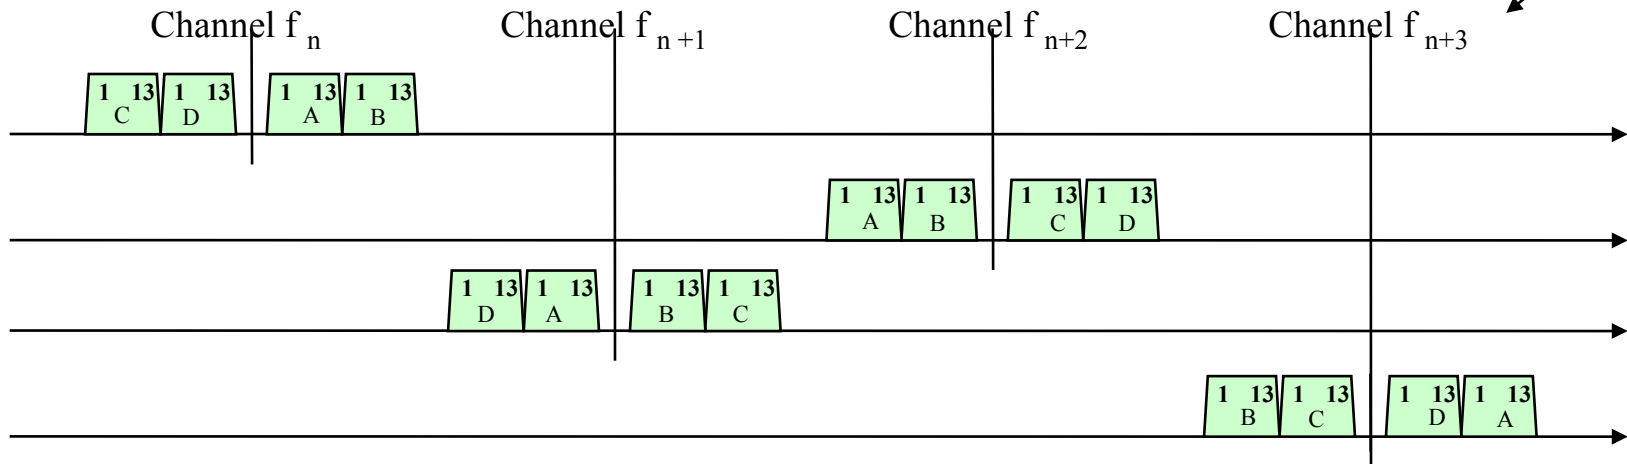 Channel f n Channel f n +1 Channel f n+2 Channel f n+3
1 13 1 13 1 13 1 13
C D A B
1 13 1 13 1 13 1 13
A B C D
1 13 1 13 1 13 1 13
D A B C
1 13 1 13 1 13 1 13
B C D A